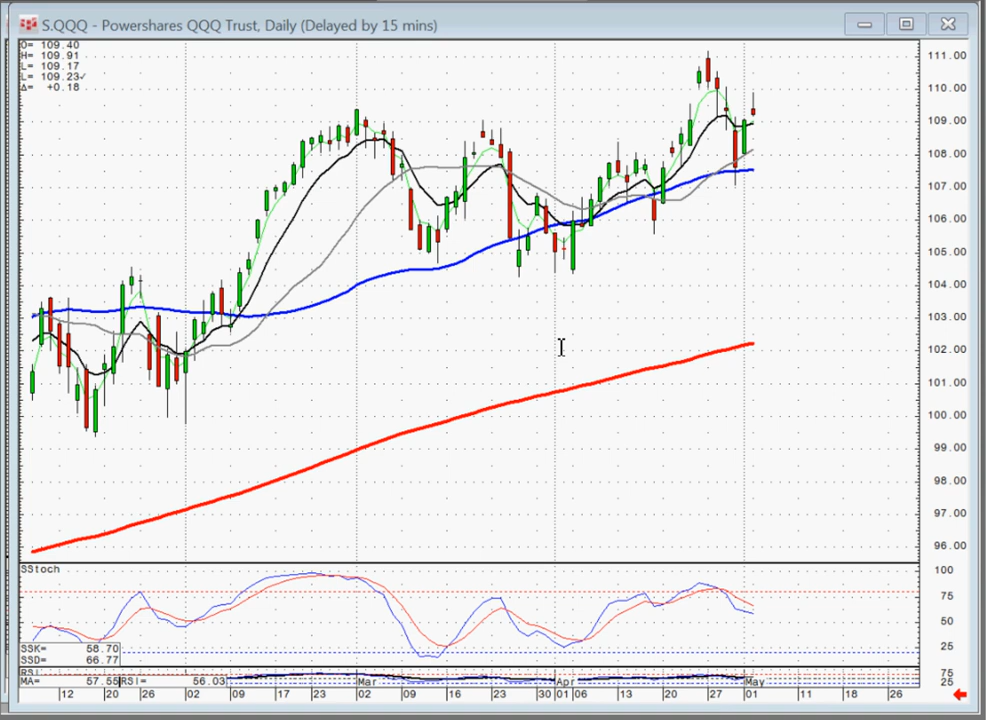 S.QQQ - Powershares QQQ Trust, Daily (Delayed by 15 mins)
O= 109.40
H= 109.91
L= 109.17
L= 109.23✓
Δ= +0.18
111.00
110.00
109.00
108.00
107.00
106.00
105.00
104.00
103.00
102.00
101.00
100.00
99.00
98.00
97.00
96.00
SStoch
100
75
50
25
SSK= 58.70
SSD= 66.77
RSI
MA= 57.55 RSI= 56.03
75
25
Mar Apr May
12 20 26 02 09 17 23 02 09 16 23 30 01 06 13 20 27 01 11 18 26